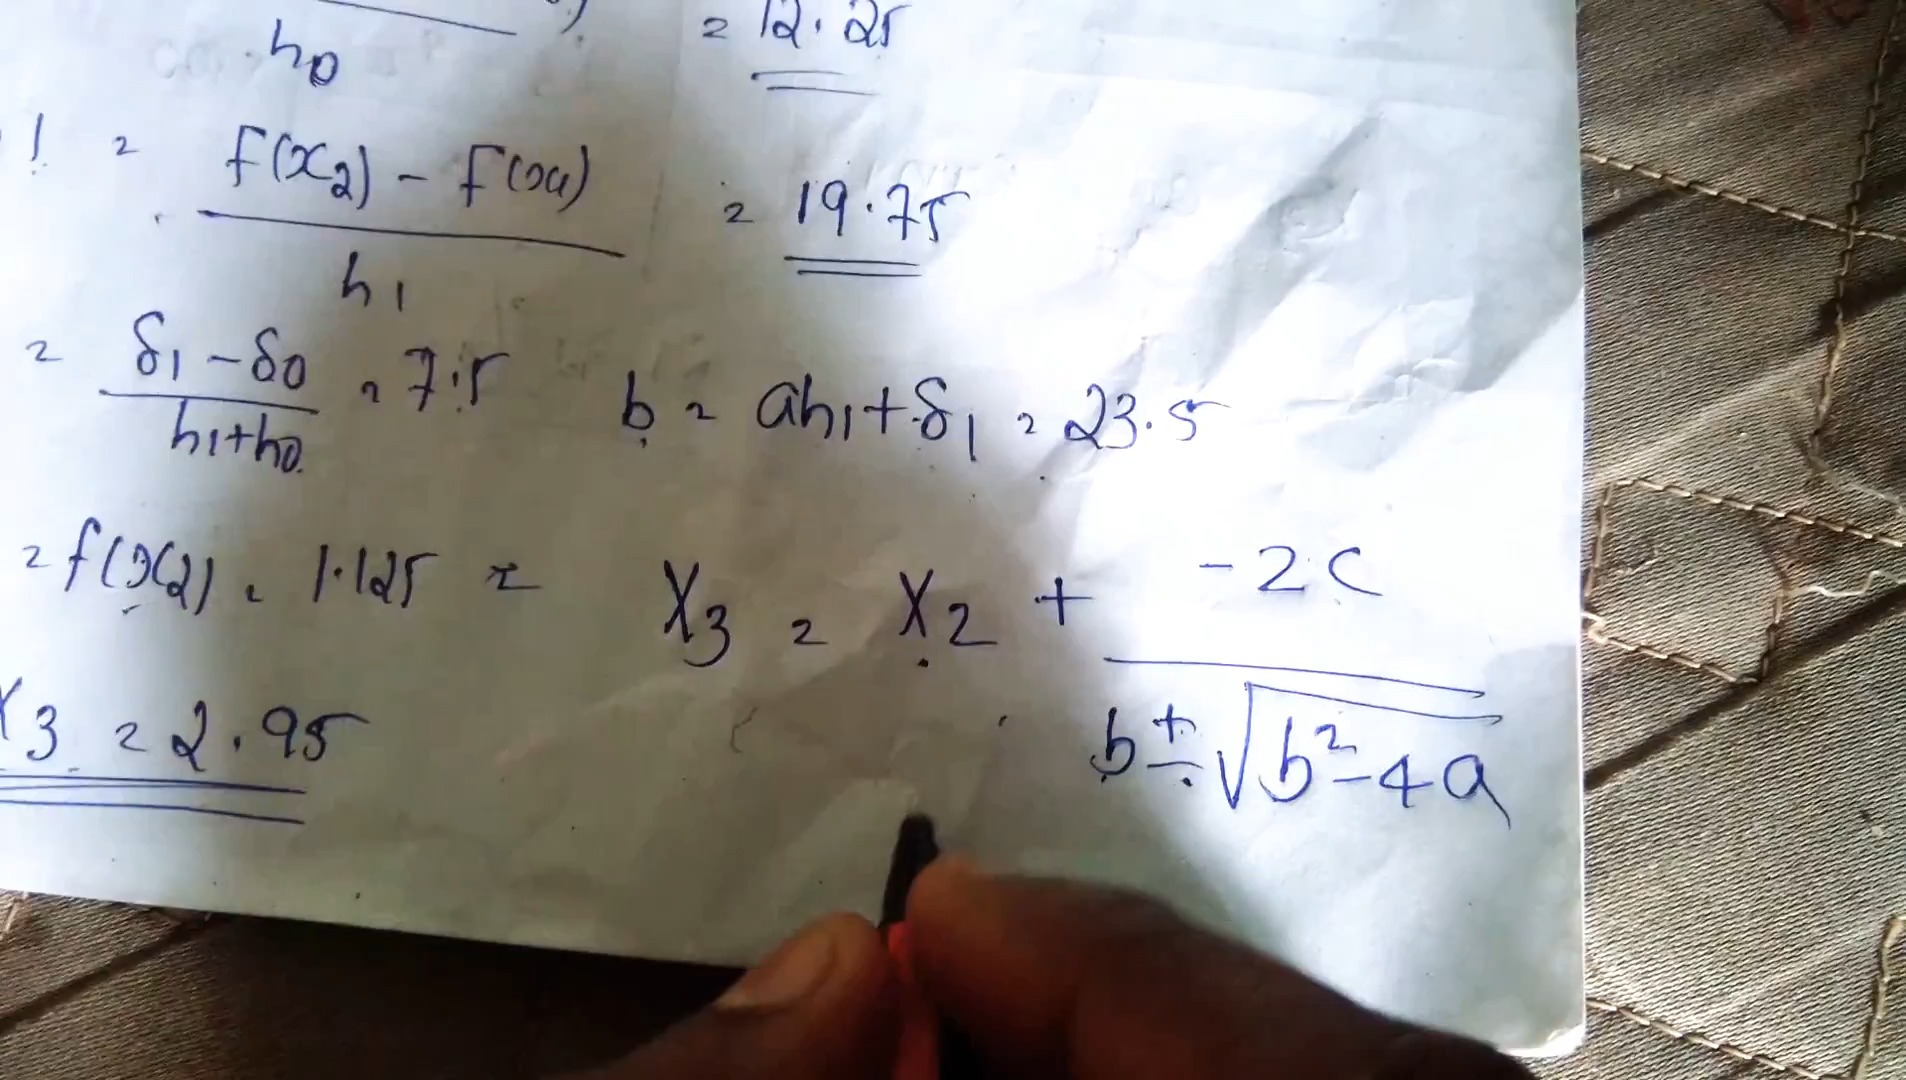 h0 = 12.25
1 = f(x2) - f(x1) / h1 = 19.75
= δ1 - δ0 / h1+h0 = 7.5 b = ah1+δ1 = 23.5
= f(x2) = 1.125 = x3 = x2 + -2C / b ± √b²-4a
x3 = 2.95